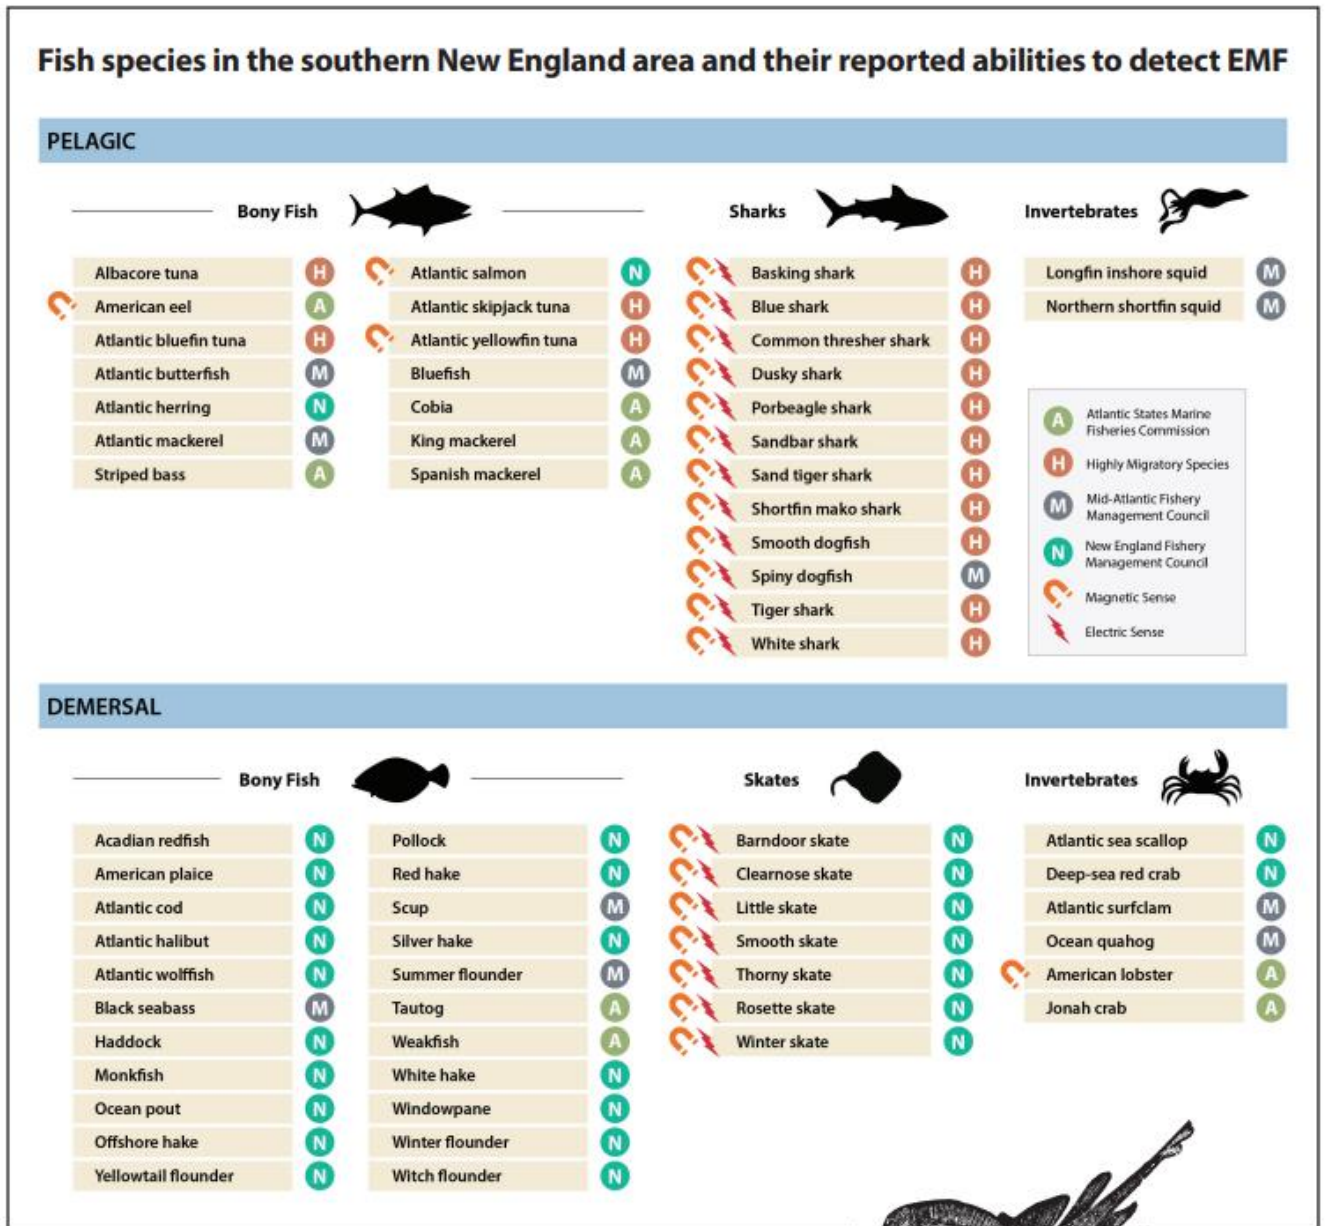 Fish species in the southern New England area and their reported abilities to detect EMF
PELAGIC
Bony Fish
Albacore tuna H
American eel A
Atlantic bluefin tuna H
Atlantic butterfish M
Atlantic herring N
Atlantic mackerel M
Striped bass A
Atlantic salmon N
Atlantic skipjack tuna H
Atlantic yellowfin tuna H
Bluefish M
Cobia A
King mackerel A
Spanish mackerel A
Sharks
Basking shark H
Blue shark H
Common thresher shark H
Dusky shark H
Porbeagle shark H
Sandbar shark H
Sand tiger shark H
Shortfin mako shark H
Smooth dogfish H
Spiny dogfish M
Tiger shark H
White shark H
Invertebrates
Longfin inshore squid M
Northern shortfin squid M
A Atlantic States Marine
Fisheries Commission
H Highly Migratory Species
M Mid-Atlantic Fishery
Management Council
N New England Fishery
Management Council
Magnetic Sense
Electric Sense
DEMERSAL
Bony Fish
Acadian redfish N
American plaice N
Atlantic cod N
Atlantic halibut N
Atlantic wolffish N
Black seabass M
Haddock N
Monkfish N
Ocean pout N
Offshore hake N
Yellowtail flounder N
Pollock N
Red hake N
Scup M
Silver hake N
Summer flounder M
Tautog A
Weakfish A
White hake N
Windowpane N
Winter flounder N
Witch flounder N
Skates
Barndoor skate N
Clearnose skate N
Little skate N
Smooth skate N
Thorny skate N
Rosette skate N
Winter skate N
Invertebrates
Atlantic sea scallop N
Deep-sea red crab N
Atlantic surfclam M
Ocean quahog M
American lobster A
Jonah crab A